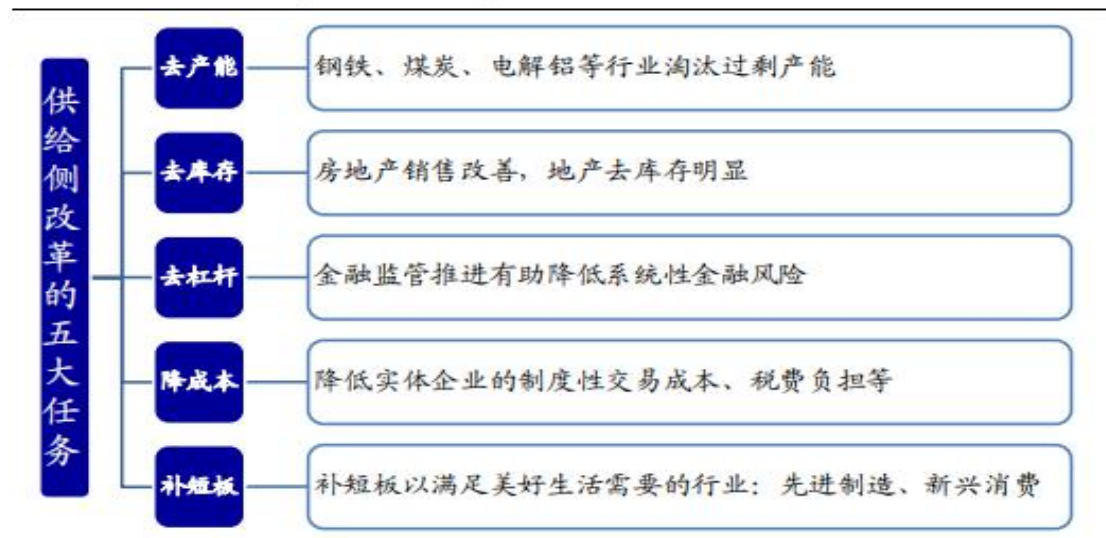 供给侧改革的五大任务
去产能
钢铁、煤炭、电解铝等行业淘汰过剩产能
去库存
房地产销售改善，地产去库存明显
去杠杆
金融监管推进有助降低系统性金融风险
降成本
降低实体企业的制度性交易成本、税费负担等
补短板
补短板以满足美好生活需要的行业：先进制造、新兴消费